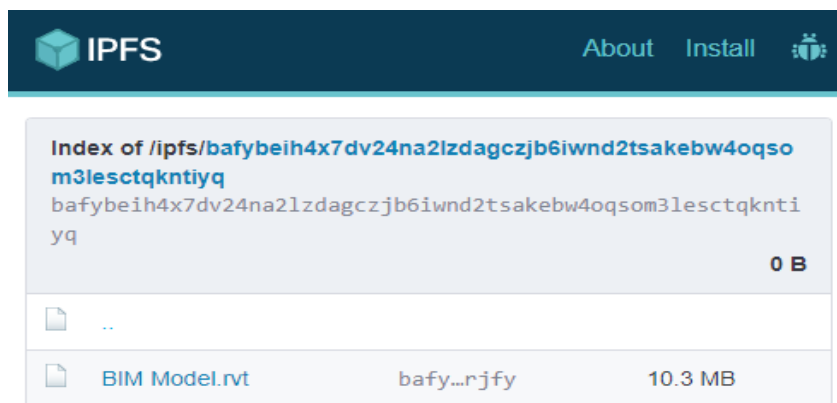 IPFS
About Install
Index of /ipfs/bafybeih4x7dv24na2lzdagczjb6iwnd2tsakebw4oqso
m3lesctqkntiyq
bafybeih4x7dv24na2lzdagczjb6iwnd2tsakebw4oqsom3lesctqknti
yq
0 B
..
BIM Model.rvt bafy…rjfy 10.3 MB